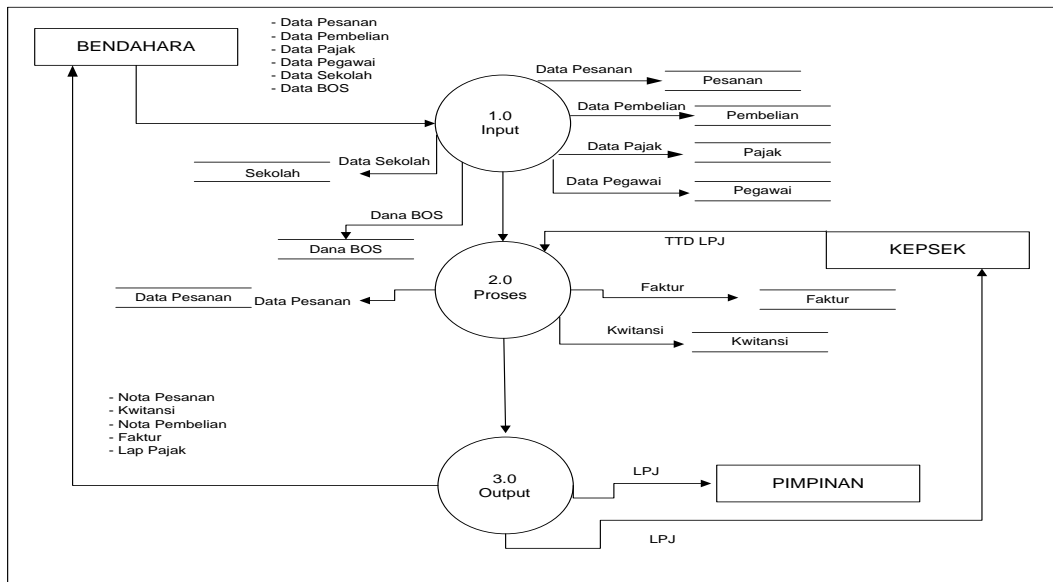 BENDAHARA
- Data Pesanan
- Data Pembelian
- Data Pajak
- Data Pegawai
- Data Sekolah
- Data BOS
1.0
Input
Data Pesanan
Pesanan
Data Pembelian
Pembelian
Data Pajak
Pajak
Data Pegawai
Pegawai
Data Sekolah
Sekolah
Dana BOS
Dana BOS
TTD LPJ
KEPSEK
2.0
Proses
Data Pesanan
Data Pesanan
Faktur
Faktur
Kwitansi
Kwitansi
- Nota Pesanan
- Kwitansi
- Nota Pembelian
- Faktur
- Lap Pajak
3.0
Output
LPJ
PIMPINAN
LPJ